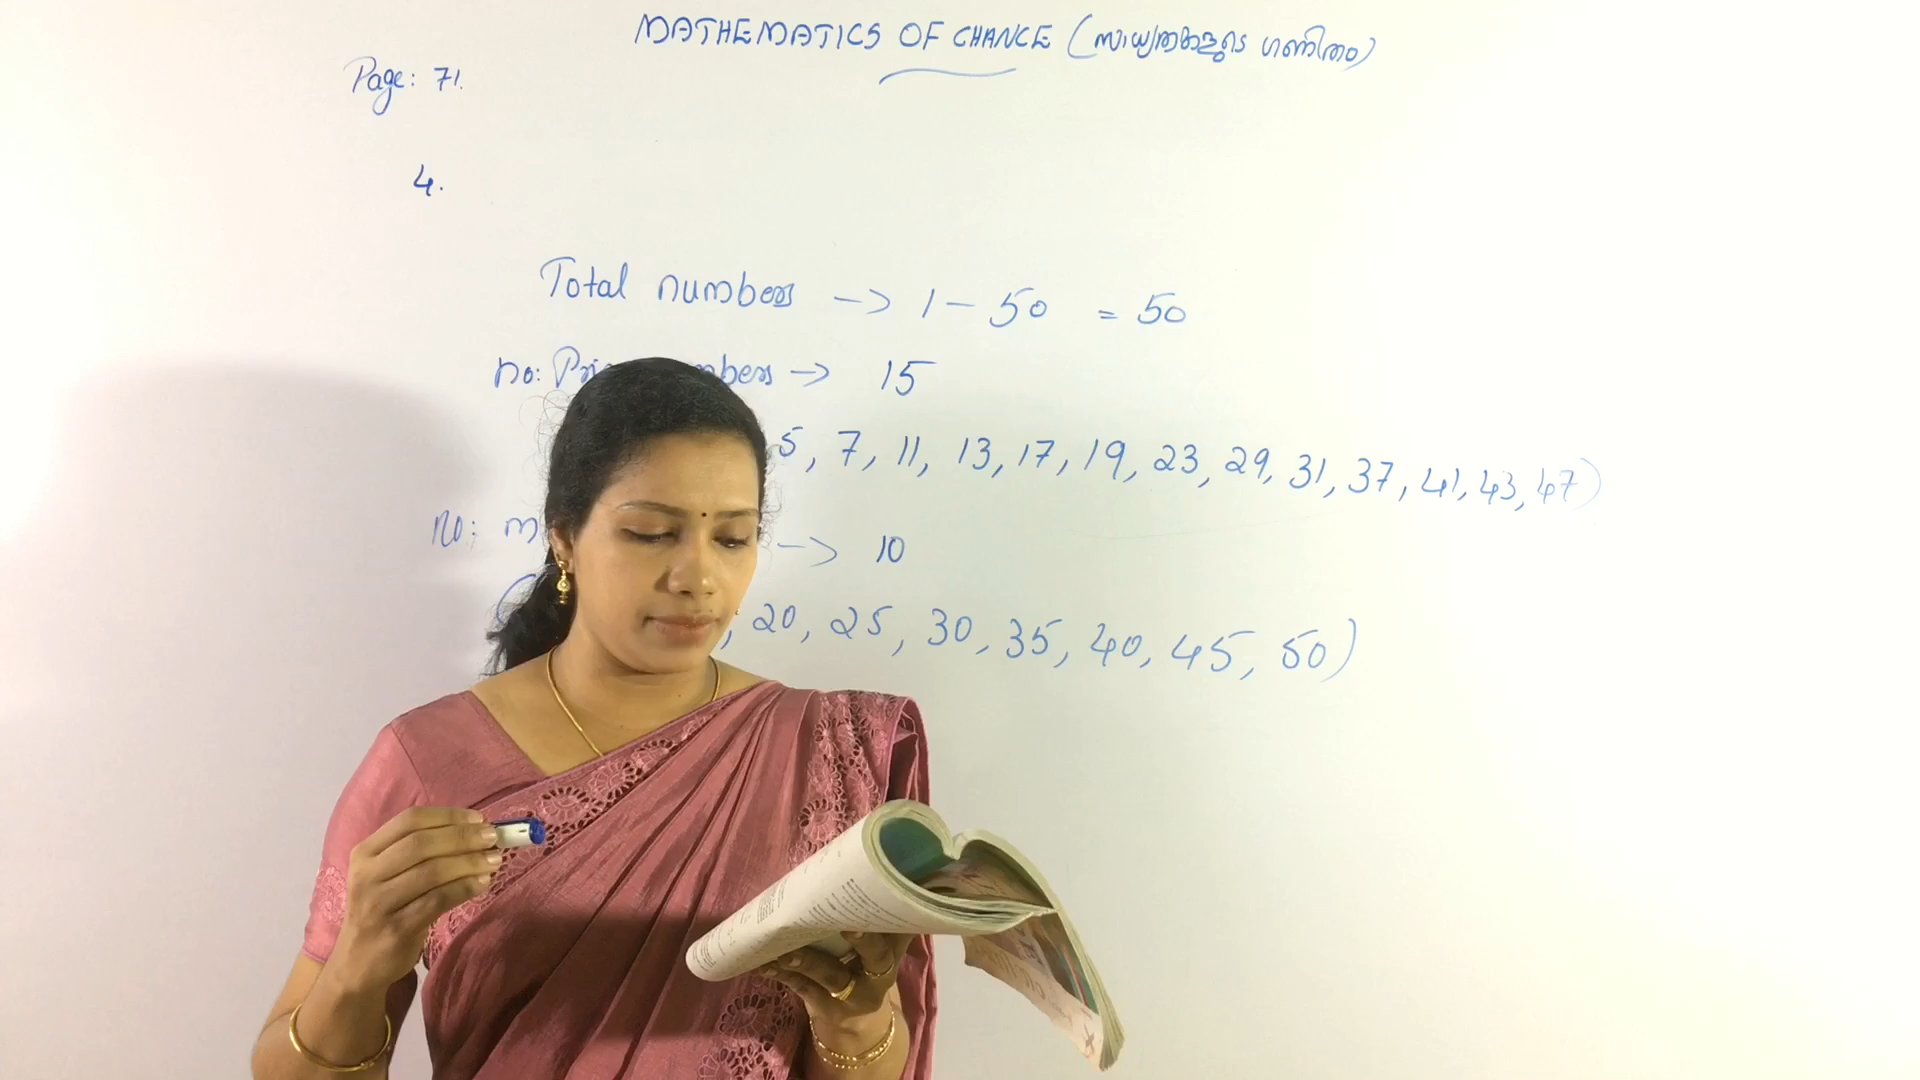 MATHEMATICS OF CHANCE (സാധ്യതകളുടെ ഗണിതം)
Page: 71.
4.
Total numbers -> 1 - 50 = 50
no: Pri mbers -> 15
5, 7, 11, 13, 17, 19, 23, 29, 31, 37, 41, 43, 47)
no: m -> 10
( , 20, 25, 30, 35, 40, 45, 50)